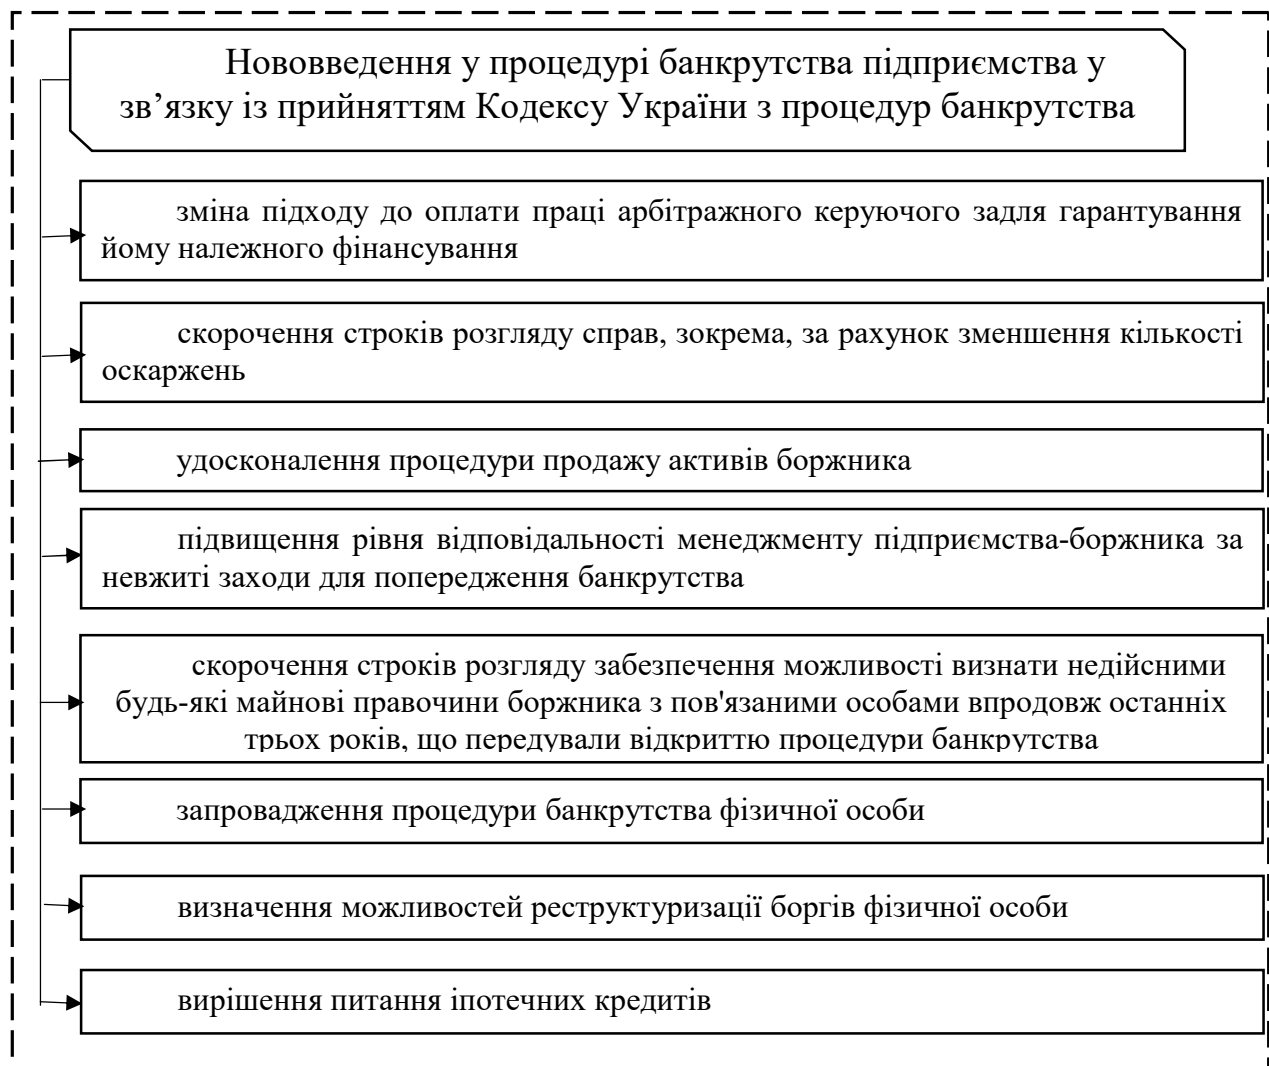 Нововведення у процедурі банкрутства підприємства у
зв’язку із прийняттям Кодексу України з процедур банкрутства
зміна підходу до оплати праці арбітражного керуючого задля гарантування
йому належного фінансування
скорочення строків розгляду справ, зокрема, за рахунок зменшення кількості
оскаржень
удосконалення процедури продажу активів боржника
підвищення рівня відповідальності менеджменту підприємства-боржника за
невжиті заходи для попередження банкрутства
скорочення строків розгляду забезпечення можливості визнати недійсними
будь-які майнові правочини боржника з пов'язаними особами впродовж останніх
трьох років, що передували відкриттю процедури банкрутства
запровадження процедури банкрутства фізичної особи
визначення можливостей реструктуризації боргів фізичної особи
вирішення питання іпотечних кредитів